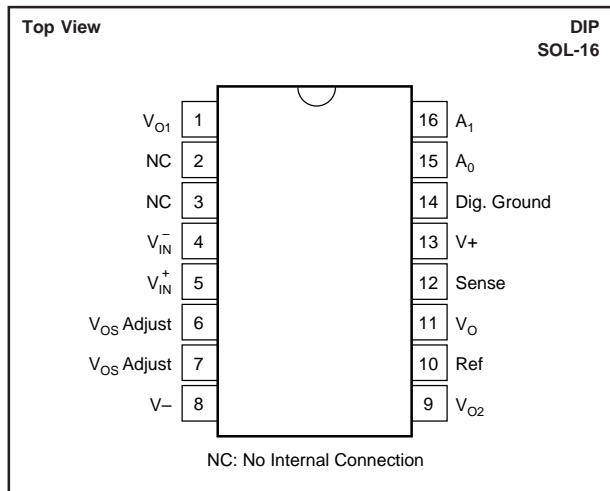 Top View DIP
SOL-16
V_O1 1 16 A_1
NC 2 15 A_0
NC 3 14 Dig. Ground
V_IN^– 4 13 V+
V_IN^+ 5 12 Sense
V_OS Adjust 6 11 V_O
V_OS Adjust 7 10 Ref
V– 8 9 V_O2
NC: No Internal Connection